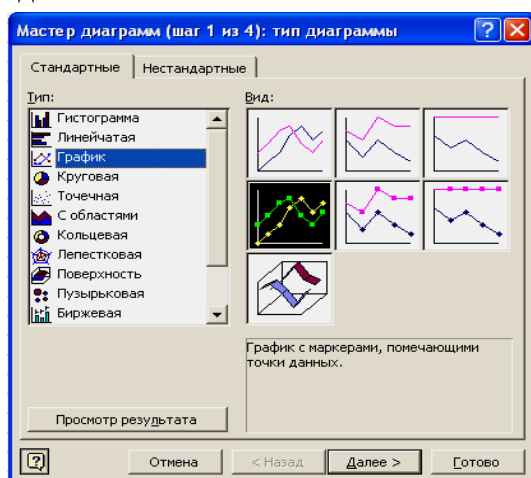 Мастер диаграмм (шаг 1 из 4): тип диаграммы
Стандартные
Нестандартные
Тип:
Гистограмма
Линейчатая
График
Круговая
Точечная
С областями
Кольцевая
Лепестковая
Поверхность
Пузырьковая
Биржевая
Вид:
График с маркерами, помечающими
точки данных.
Просмотр результата
Отмена
< Назад
Далее >
Готово